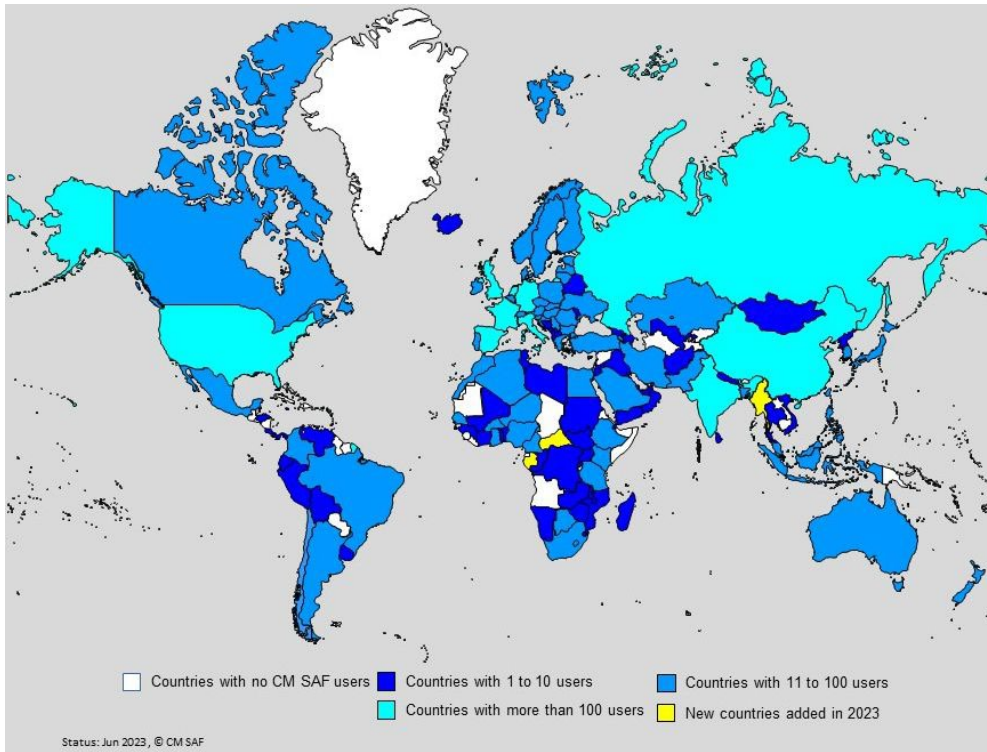 Countries with no CM SAF users
Countries with 1 to 10 users
Countries with 11 to 100 users
Countries with more than 100 users
New countries added in 2023
Status: Jun 2023 , © CM SAF